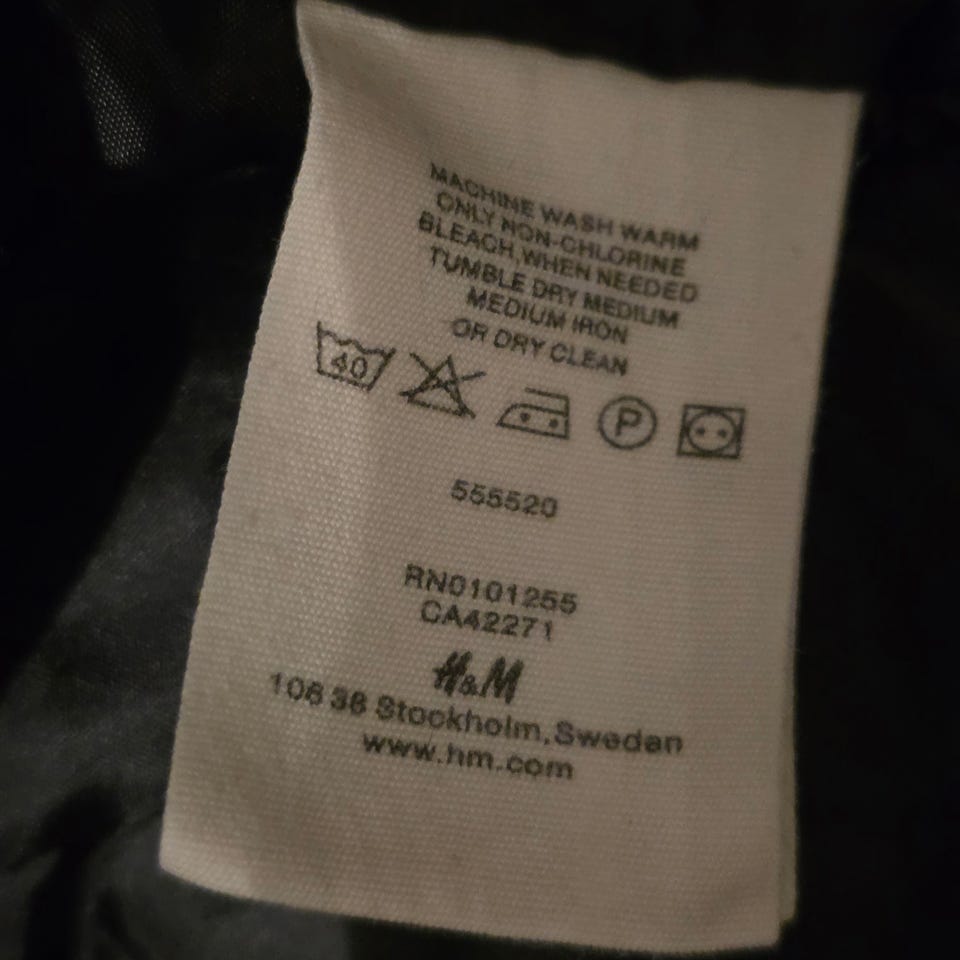 MACHINE WASH WARM
ONLY NON-CHLORINE
BLEACH,WHEN NEEDED
TUMBLE DRY MEDIUM
MEDIUM IRON
OR DRY CLEAN
40 P
555520
RN0101255
CA42271
H&M
106 38 Stockholm,Sweden
www.hm.com